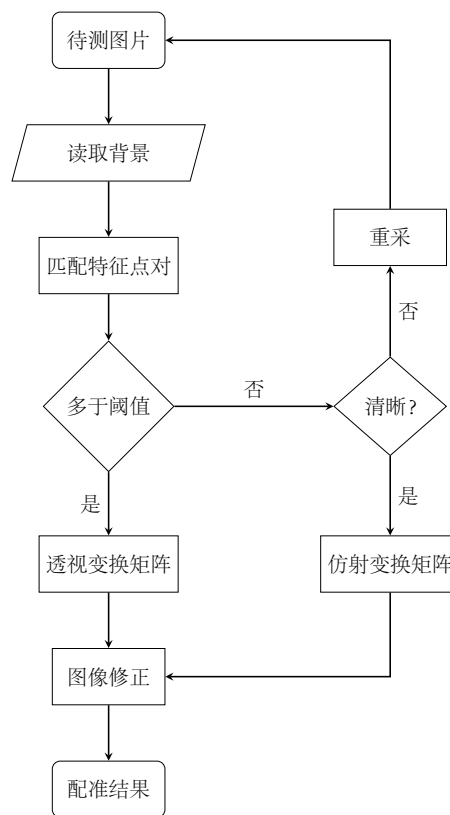 待测图片
读取背景
重采
匹配特征点对
否
多于阈值
否
清晰?
是
是
透视变换矩阵
仿射变换矩阵
图像修正
配准结果